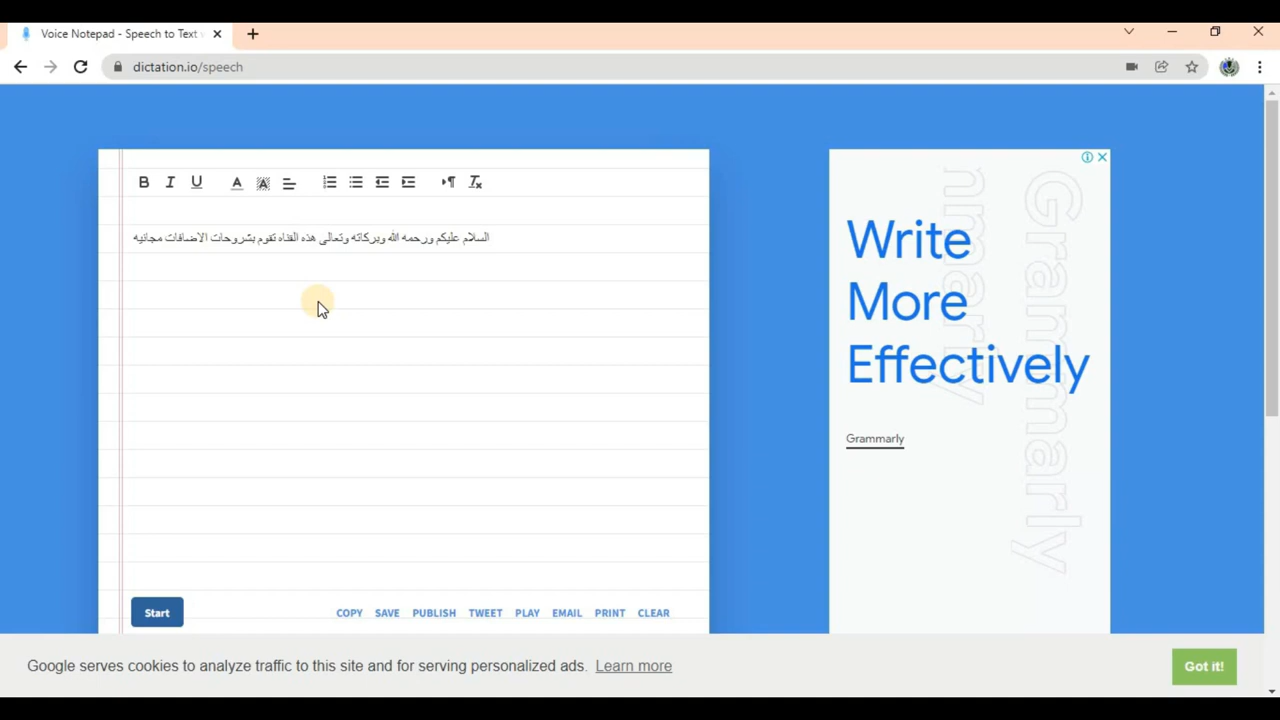 Voice Notepad - Speech to Text
dictation.io/speech
السلام عليكم ورحمه الله وبركاته وتعالى هذه القناه تقوم بشروحات الاضافات مجانيه
Start
COPY SAVE PUBLISH TWEET PLAY EMAIL PRINT CLEAR
Write
More
Effectively
Grammarly
Grammarly
nmarly
Google serves cookies to analyze traffic to this site and for serving personalized ads. Learn more
Got it!